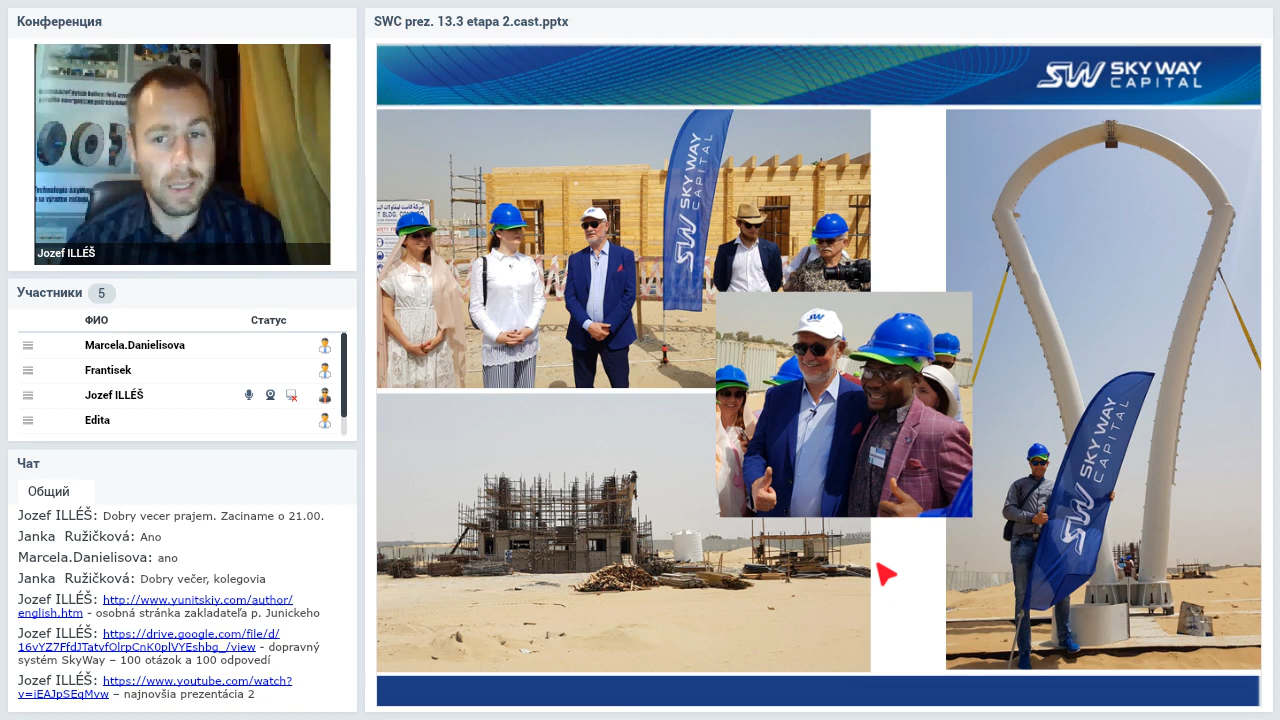 Конференция
Jozef ILLÉŠ
Участники 5
ФИО Статус
Marcela.Danielisova
Frantisek
Jozef ILLÉŠ
Edita
Чат
Общий
Jozef ILLÉŠ: Dobry vecer prajem. Zaciname o 21.00.
Janka Ružičková: Ano
Marcela.Danielisova: ano
Janka Ružičková: Dobry večer, kolegovia
Jozef ILLÉŠ: http://www.yunitskiy.com/author/
english.htm - osobná stránka zakladateľa p. Junickeho
Jozef ILLÉŠ: https://drive.google.com/file/d/
16vYZ7FfdJTatvfOlrpCnK0plVYEshbg_/view - dopravný
systém SkyWay – 100 otázok a 100 odpovedí
Jozef ILLÉŠ: https://www.youtube.com/watch?
v=iEAJpSEqMvw – najnovšia prezentácia 2
SWC prez. 13.3 etapa 2.cast.pptx
SW SKY WAY
CAPITAL
SW SKY WAY
CAPITAL
SW
SW SKY WAY
CAPITAL